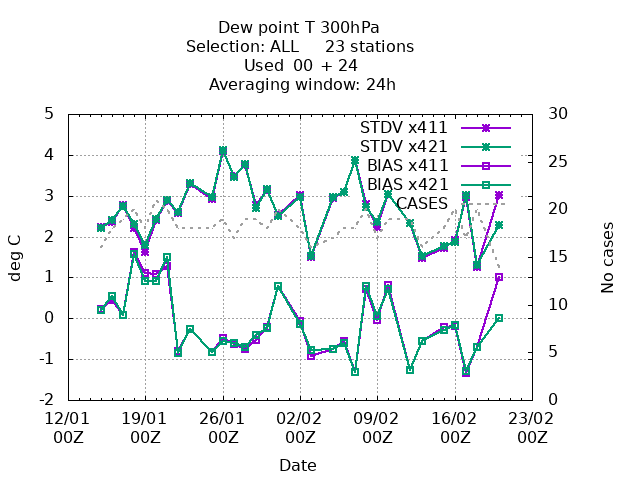 Dew point T 300hPa
Selection: ALL 23 stations
Used 00 + 24
Averaging window: 24h
5
4
3
2
1
0
-1
-2
30
25
20
15
10
5
0
deg C
No cases
STDV x411
STDV x421
BIAS x411
BIAS x421
CASES
12/01 19/01 26/01 02/02 09/02 16/02 23/02
00Z 00Z 00Z 00Z 00Z 00Z 00Z
Date